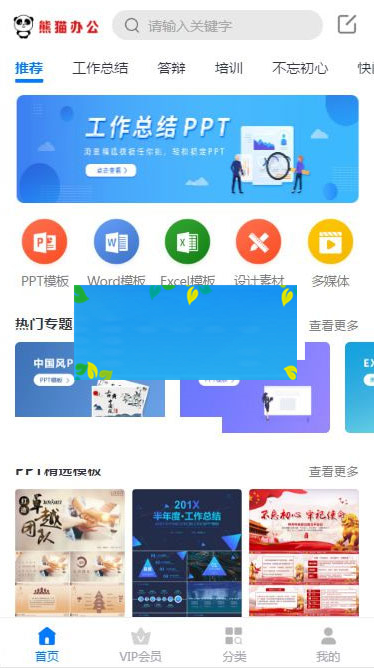 熊猫办公
请输入关键字
推荐 工作总结 答辩 培训 不忘初心
工作总结PPT
点击查看
PPT模板 Word模板 Excel模板 设计素材 多媒体
热门专题 查看更多
中国风P
PPT模板
EX
PPT精选模板 查看更多
打造
卓越
团队
201X
半年度·工作总结
不忘初心 牢记使命
首页 VIP会员 分类 我的